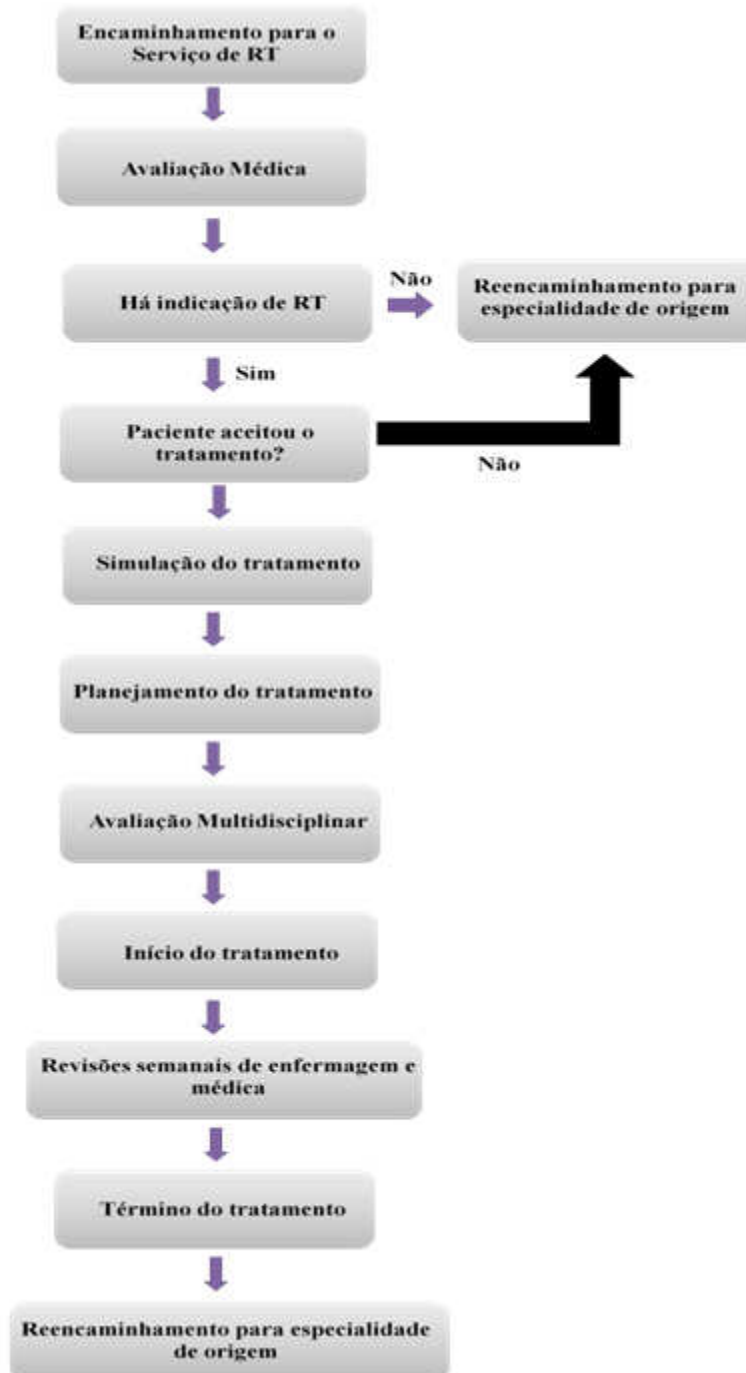 Encaminhamento para o
Serviço de RT
Avaliação Médica
Há indicação de RT
Não
Reencaminhamento para
especialidade de origem
Sim
Paciente aceitou o
tratamento?
Não
Simulação do tratamento
Planejamento do tratamento
Avaliação Multidisciplinar
Início do tratamento
Revisões semanais de enfermagem e
médica
Término do tratamento
Reencaminhamento para especialidade
de origem